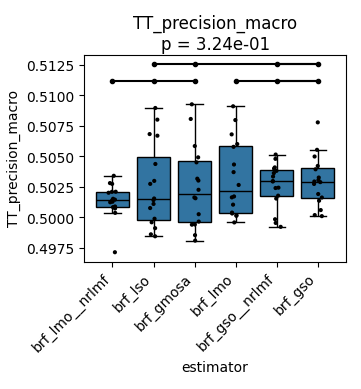 TT_precision_macro
p = 3.24e-01
TT_precision_macro
0.5125
0.5100
0.5075
0.5050
0.5025
0.5000
0.4975
brf_lmo__nrlmf
brf_lso
brf_gmosa
brf_lmo
brf_gso__nrlmf
brf_gso
estimator